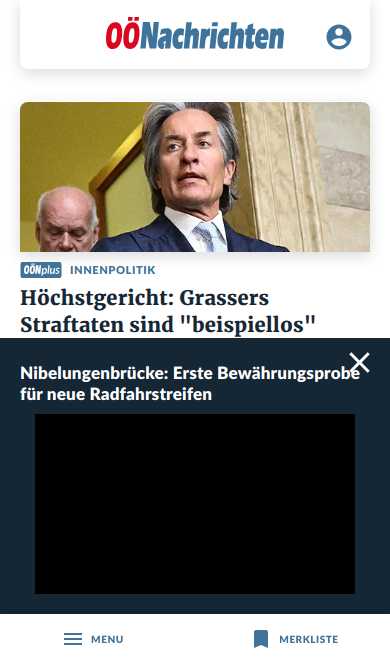 OÖNachrichten
OÖNplus INNENPOLITIK
Höchstgericht: Grassers
Straftaten sind "beispiellos"
Nibelungenbrücke: Erste Bewährungsprobe
für neue Radfahrstreifen
MENU
MERKLISTE